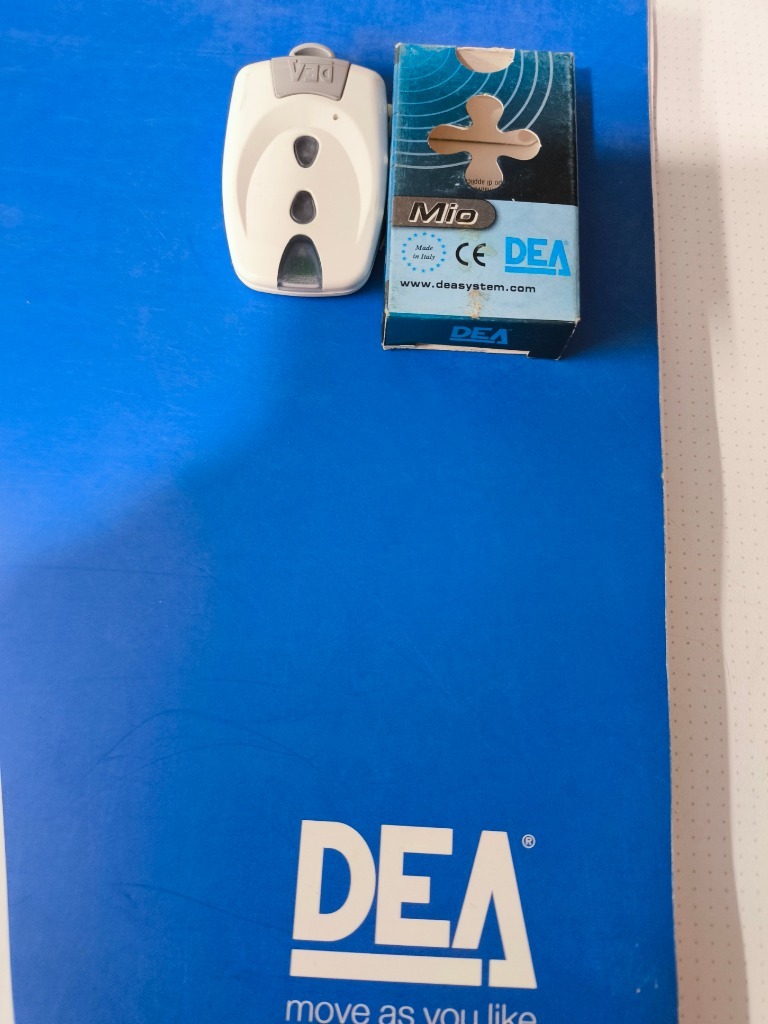 DEA
Mio
Made
in Italy
CE
DEA
www.deasystem.com
DEA
DEA®
move as you like